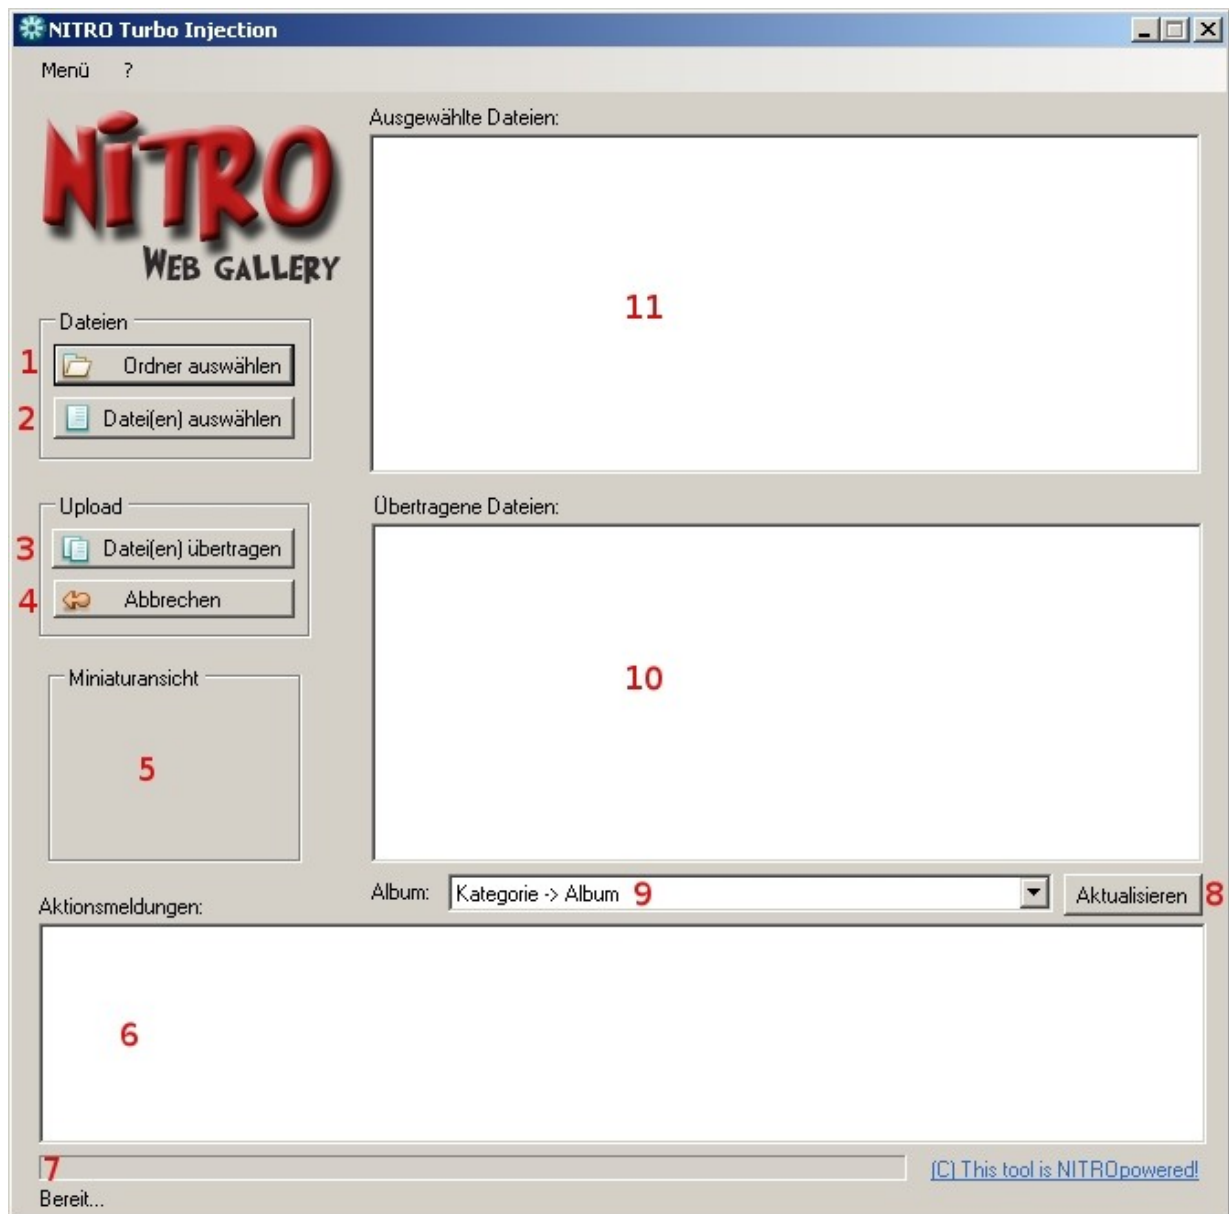 NITRO Turbo Injection
Menü ?
NiTRO
WEB GALLERY
Ausgewählte Dateien:
11
Dateien
1 Ordner auswählen
2 Datei(en) auswählen
Upload
3 Datei(en) übertragen
4 Abbrechen
Übertragene Dateien:
10
Miniaturansicht
5
Album: Kategorie -> Album 9 Aktualisieren 8
Aktionsmeldungen:
6
7
(C) This tool is NITROpowered!
Bereit...